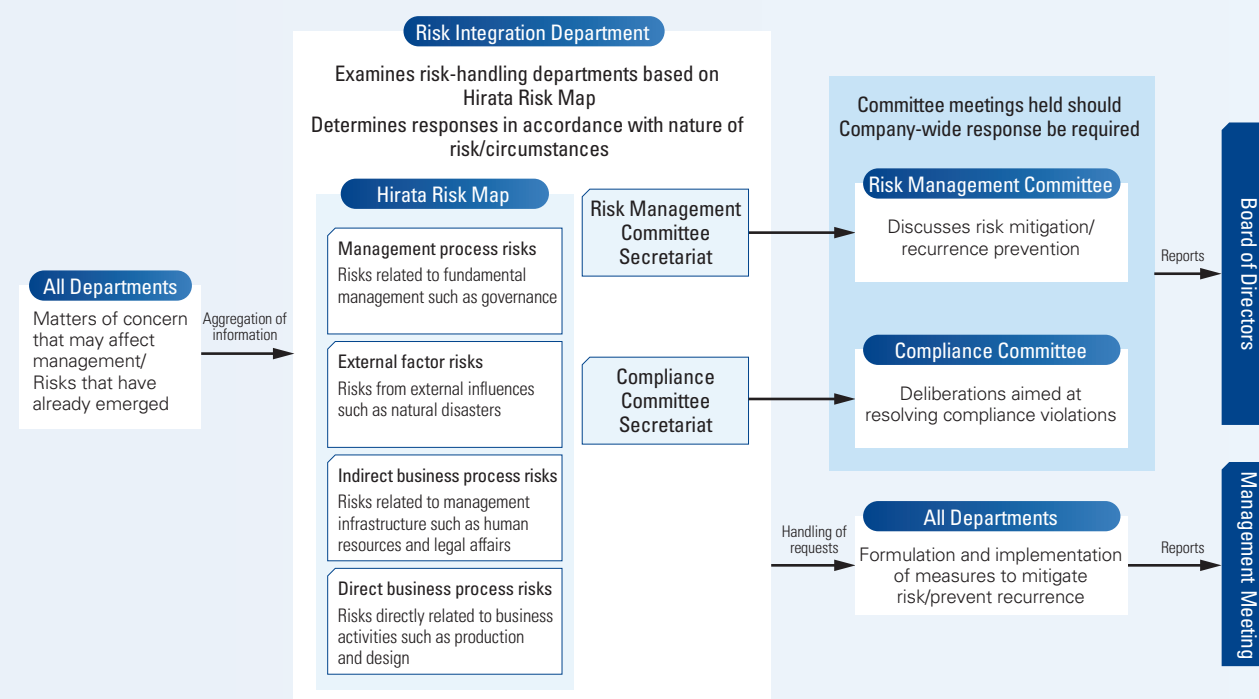 All Departments
Matters of concern
that may affect
management/
Risks that have
already emerged
Aggregation of
information
Risk Integration Department
Examines risk-handling departments based on
Hirata Risk Map
Determines responses in accordance with nature of
risk/circumstances
Hirata Risk Map
Management process risks
Risks related to fundamental
management such as governance
External factor risks
Risks from external influences
such as natural disasters
Indirect business process risks
Risks related to management
infrastructure such as human
resources and legal affairs
Direct business process risks
Risks directly related to business
activities such as production
and design
Risk Management
Committee
Secretariat
Compliance
Committee
Secretariat
Committee meetings held should
Company-wide response be required
Risk Management Committee
Discusses risk mitigation/
recurrence prevention
Compliance Committee
Deliberations aimed at
resolving compliance violations
Reports
Board of Directors
Handling of
requests
All Departments
Formulation and implementation
of measures to mitigate
risk/prevent recurrence
Reports
Management Meeting